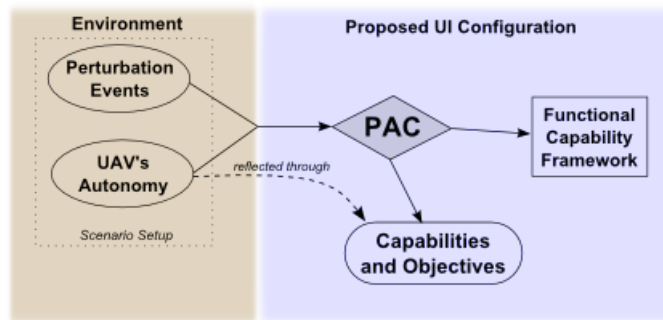 Environment
Proposed UI Configuration
Perturbation
Events
UAV's
Autonomy
Scenario Setup
reflected through
PAC
Functional
Capability
Framework
Capabilities
and Objectives